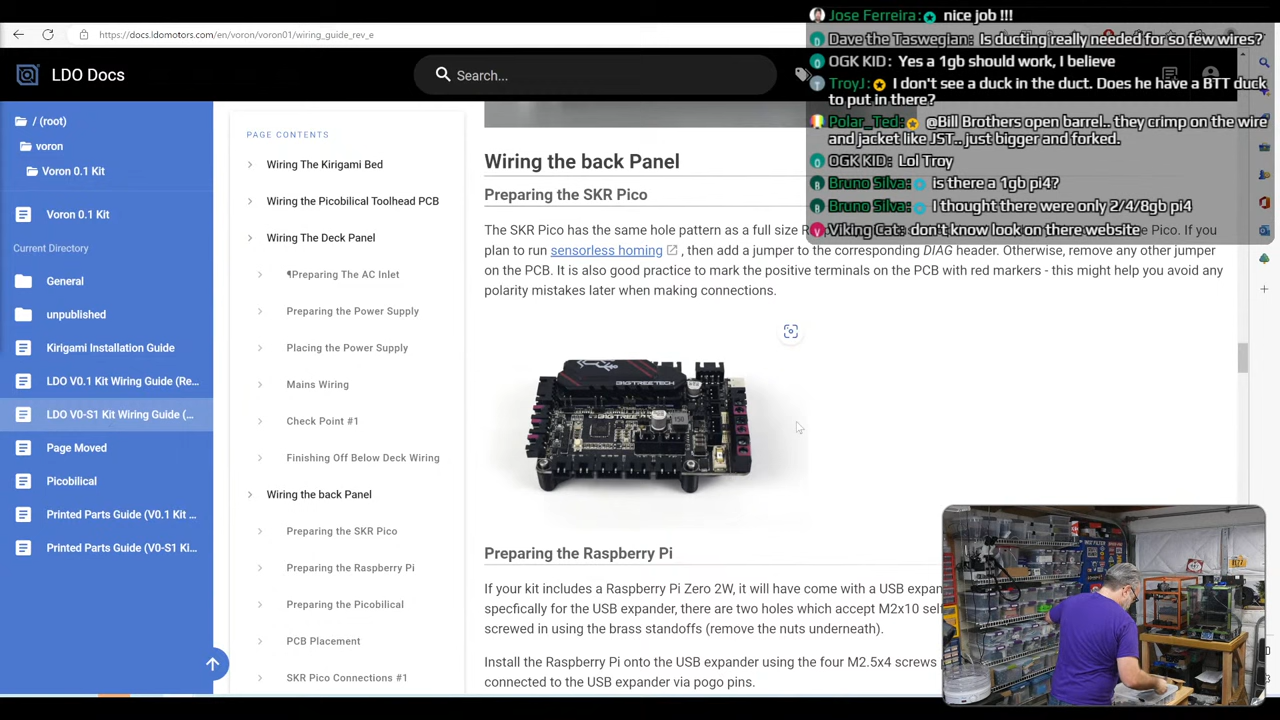 https://docs.ldomotors.com/en/voron/voron01/wiring_guide_rev_e
LDO Docs
Search...
/ (root)
voron
Voron 0.1 Kit
Voron 0.1 Kit
Current Directory
General
unpublished
Kirigami Installation Guide
LDO V0.1 Kit Wiring Guide (Re...
LDO V0-S1 Kit Wiring Guide (...
Page Moved
Picobilical
Printed Parts Guide (V0.1 Kit ...
Printed Parts Guide (V0-S1 Ki...
PAGE CONTENTS
Wiring The Kirigami Bed
Wiring the Picobilical Toolhead PCB
Wiring The Deck Panel
¶Preparing The AC Inlet
Preparing the Power Supply
Placing the Power Supply
Mains Wiring
Check Point #1
Finishing Off Below Deck Wiring
Wiring the back Panel
Preparing the SKR Pico
Preparing the Raspberry Pi
Preparing the Picobilical
PCB Placement
SKR Pico Connections #1
Wiring the back Panel
Preparing the SKR Pico
The SKR Pico has the same hole pattern as a full size R e Pico. If you
plan to run sensorless homing , then add a jumper to the corresponding DIAG header. Otherwise, remove any other jumper
on the PCB. It is also good practice to mark the positive terminals on the PCB with red markers - this might help you avoid any
polarity mistakes later when making connections.
BIGTREETECH
BIGTREETECH
Preparing the Raspberry Pi
If your kit includes a Raspberry Pi Zero 2W, it will have come with a USB expan
specfically for the USB expander, there are two holes which accept M2x10 self
screwed in using the brass standoffs (remove the nuts underneath).
Install the Raspberry Pi onto the USB expander using the four M2.5x4 screws
connected to the USB expander via pogo pins.
Jose Ferreira: nice job !!!
Dave the Taswegian: Is ducting really needed for so few wires?
OGK KID: Yes a 1gb should work, I believe
TroyJ: I don't see a duck in the duct. Does he have a BTT duck
to put in there?
Polar_Ted: @Bill Brothers open barrel.. they crimp on the wire
and jacket like JST.. just bigger and forked.
OGK KID: Lol Troy
Bruno Silva: is there a 1gb pi4?
Bruno Silva: I thought there were only 2/4/8gb pi4
Viking Cat: don't know look on there website